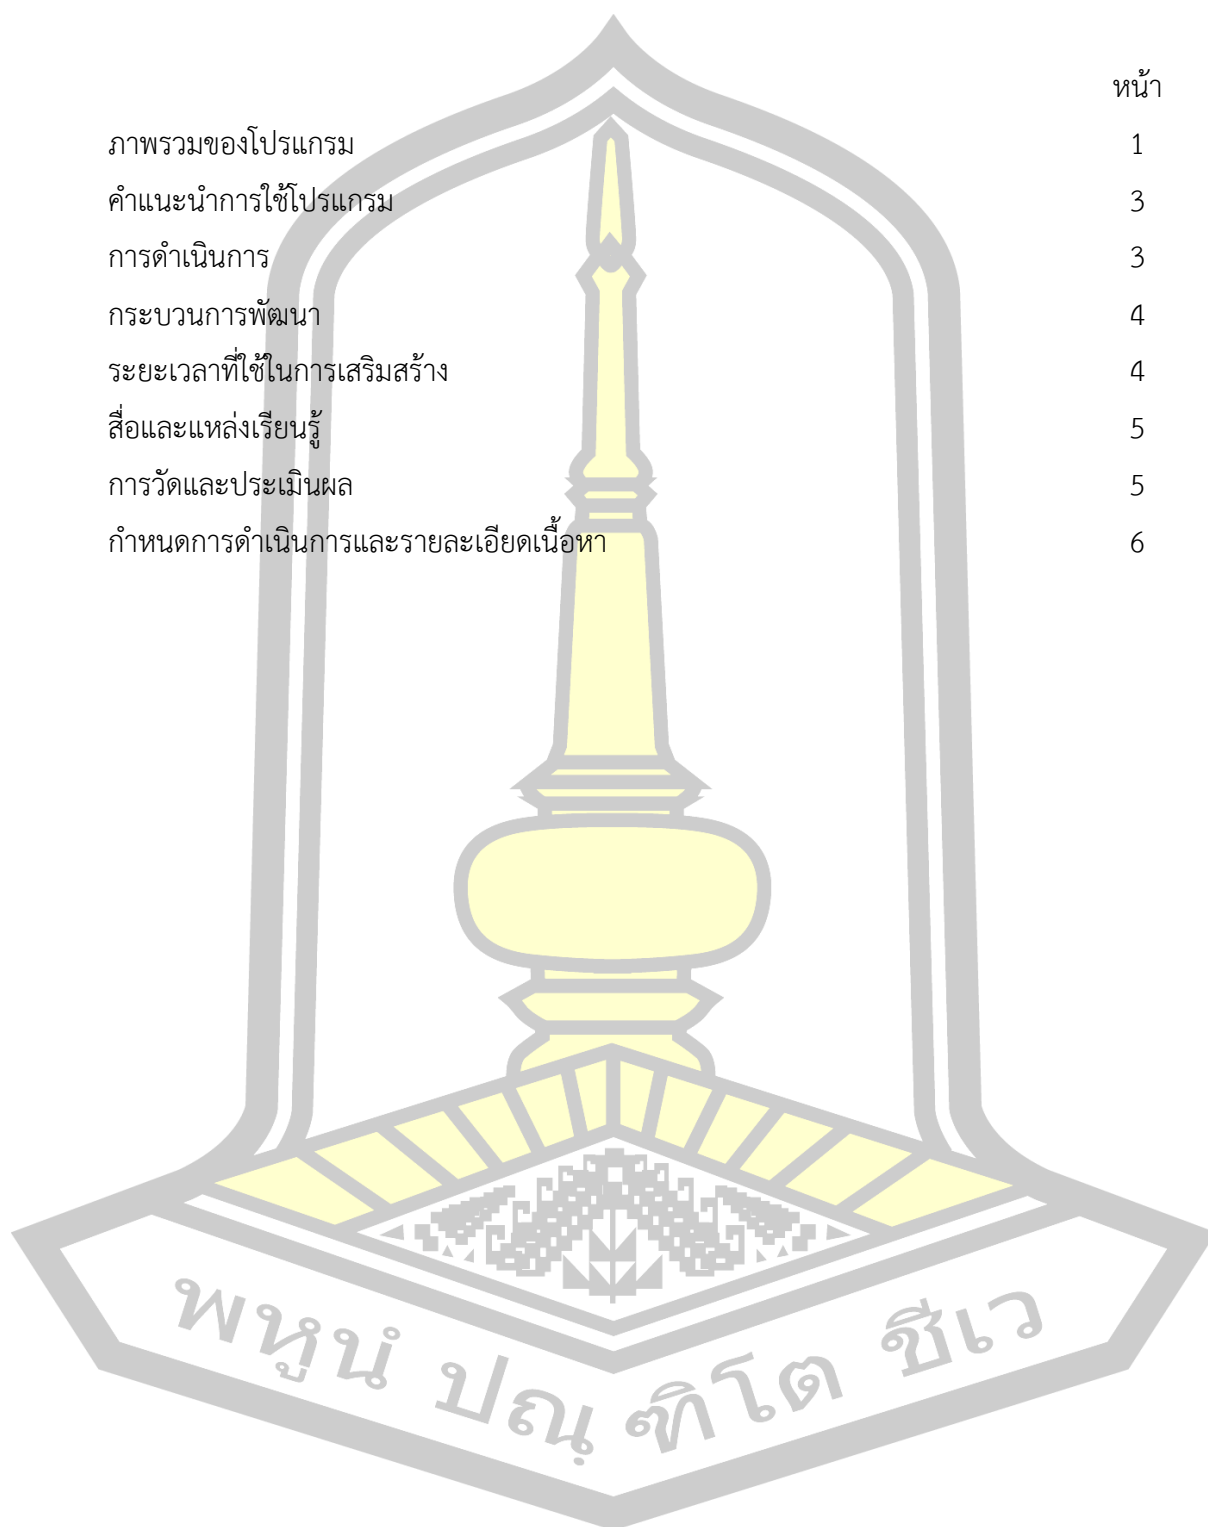 หน้า
ภาพรวมของโปรแกรม 1
คำแนะนำการใช้โปรแกรม 3
การดำเนินการ 3
กระบวนการพัฒนา 4
ระยะเวลาที่ใช้ในการเสริมสร้าง 4
สื่อและแหล่งเรียนรู้ 5
การวัดและประเมินผล 5
กำหนดการดำเนินการและรายละเอียดเนื้อหา 6
พหูนํ ปณฺฑิโต ชีเว